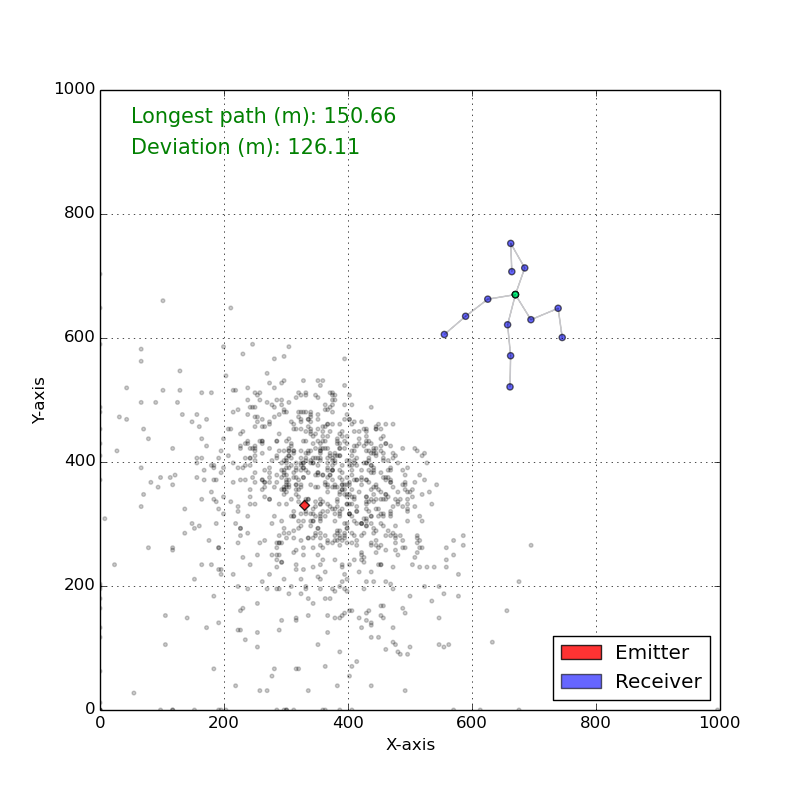 1000
Longest path (m): 150.66
Deviation (m): 126.11
800
600
Y-axis
400
200
Emitter
Receiver
0
0 200 400 600 800 1000
X-axis